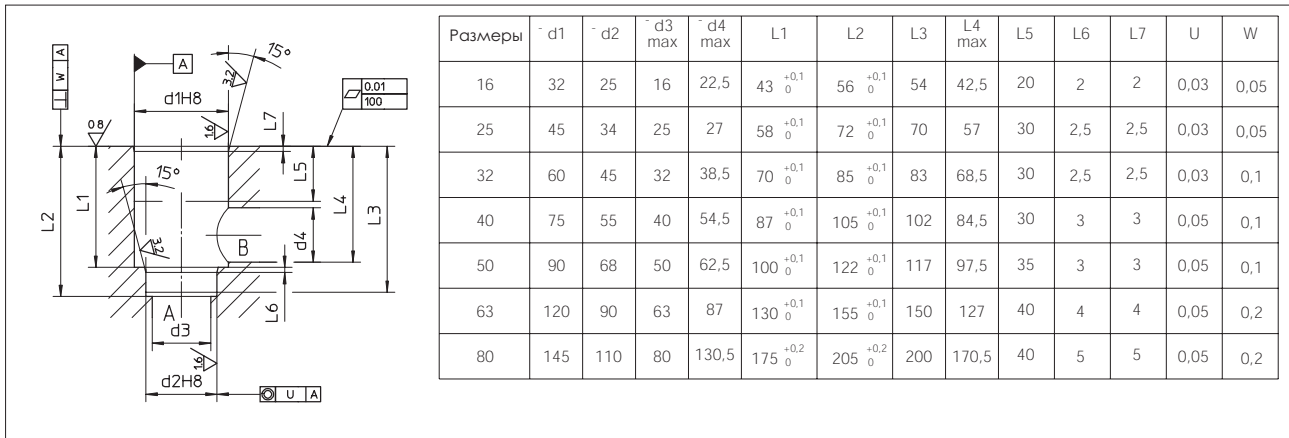 A
W
⊥
A
15°
3,2
0.01
100
d1H8
1,6
L7
0,8
15°
L5
L4
L3
L1
L2
3,2
B
d4
A
L6
d3
1,6
d2H8
◎ U A
Размеры ¯ d1 ¯ d2 ¯ d3 max ¯ d4 max L1 L2 L3 L4 max L5 L6 L7 U W
16 32 25 16 22,5 43 +0,1 0 56 +0,1 0 54 42,5 20 2 2 0,03 0,05
25 45 34 25 27 58 +0,1 0 72 +0,1 0 70 57 30 2,5 2,5 0,03 0,05
32 60 45 32 38,5 70 +0,1 0 85 +0,1 0 83 68,5 30 2,5 2,5 0,03 0,1
40 75 55 40 54,5 87 +0,1 0 105 +0,1 0 102 84,5 30 3 3 0,05 0,1
50 90 68 50 62,5 100 +0,1 0 122 +0,1 0 117 97,5 35 3 3 0,05 0,1
63 120 90 63 87 130 +0,1 0 155 +0,1 0 150 127 40 4 4 0,05 0,2
80 145 110 80 130,5 175 +0,2 0 205 +0,2 0 200 170,5 40 5 5 0,05 0,2